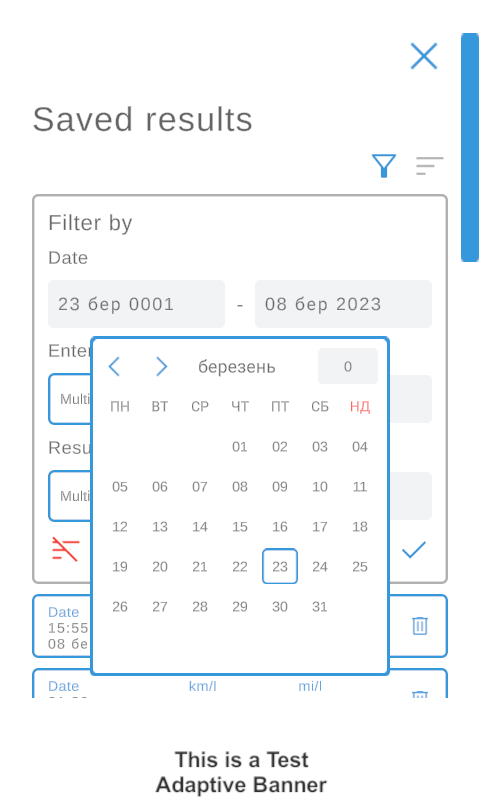 Saved results
Filter by
Date
23 бер 0001 - 08 бер 2023
Enter
березень 0
Multi
ПН ВТ СР ЧТ ПТ СБ НД
01 02 03 04
Resu
05 06 07 08 09 10 11
Multi
12 13 14 15 16 17 18
19 20 21 22 23 24 25
26 27 28 29 30 31
Date
15:55
08 бе
Date km/l mi/l
This is a Test
Adaptive Banner